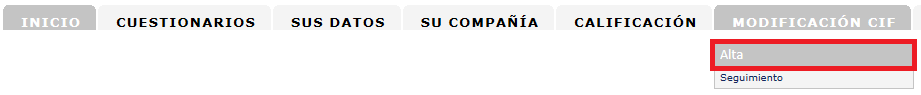 INICIO CUESTIONARIOS SUS DATOS SU COMPAÑÍA CALIFICACIÓN MODIFICACIÓN CIF
Alta
Seguimiento